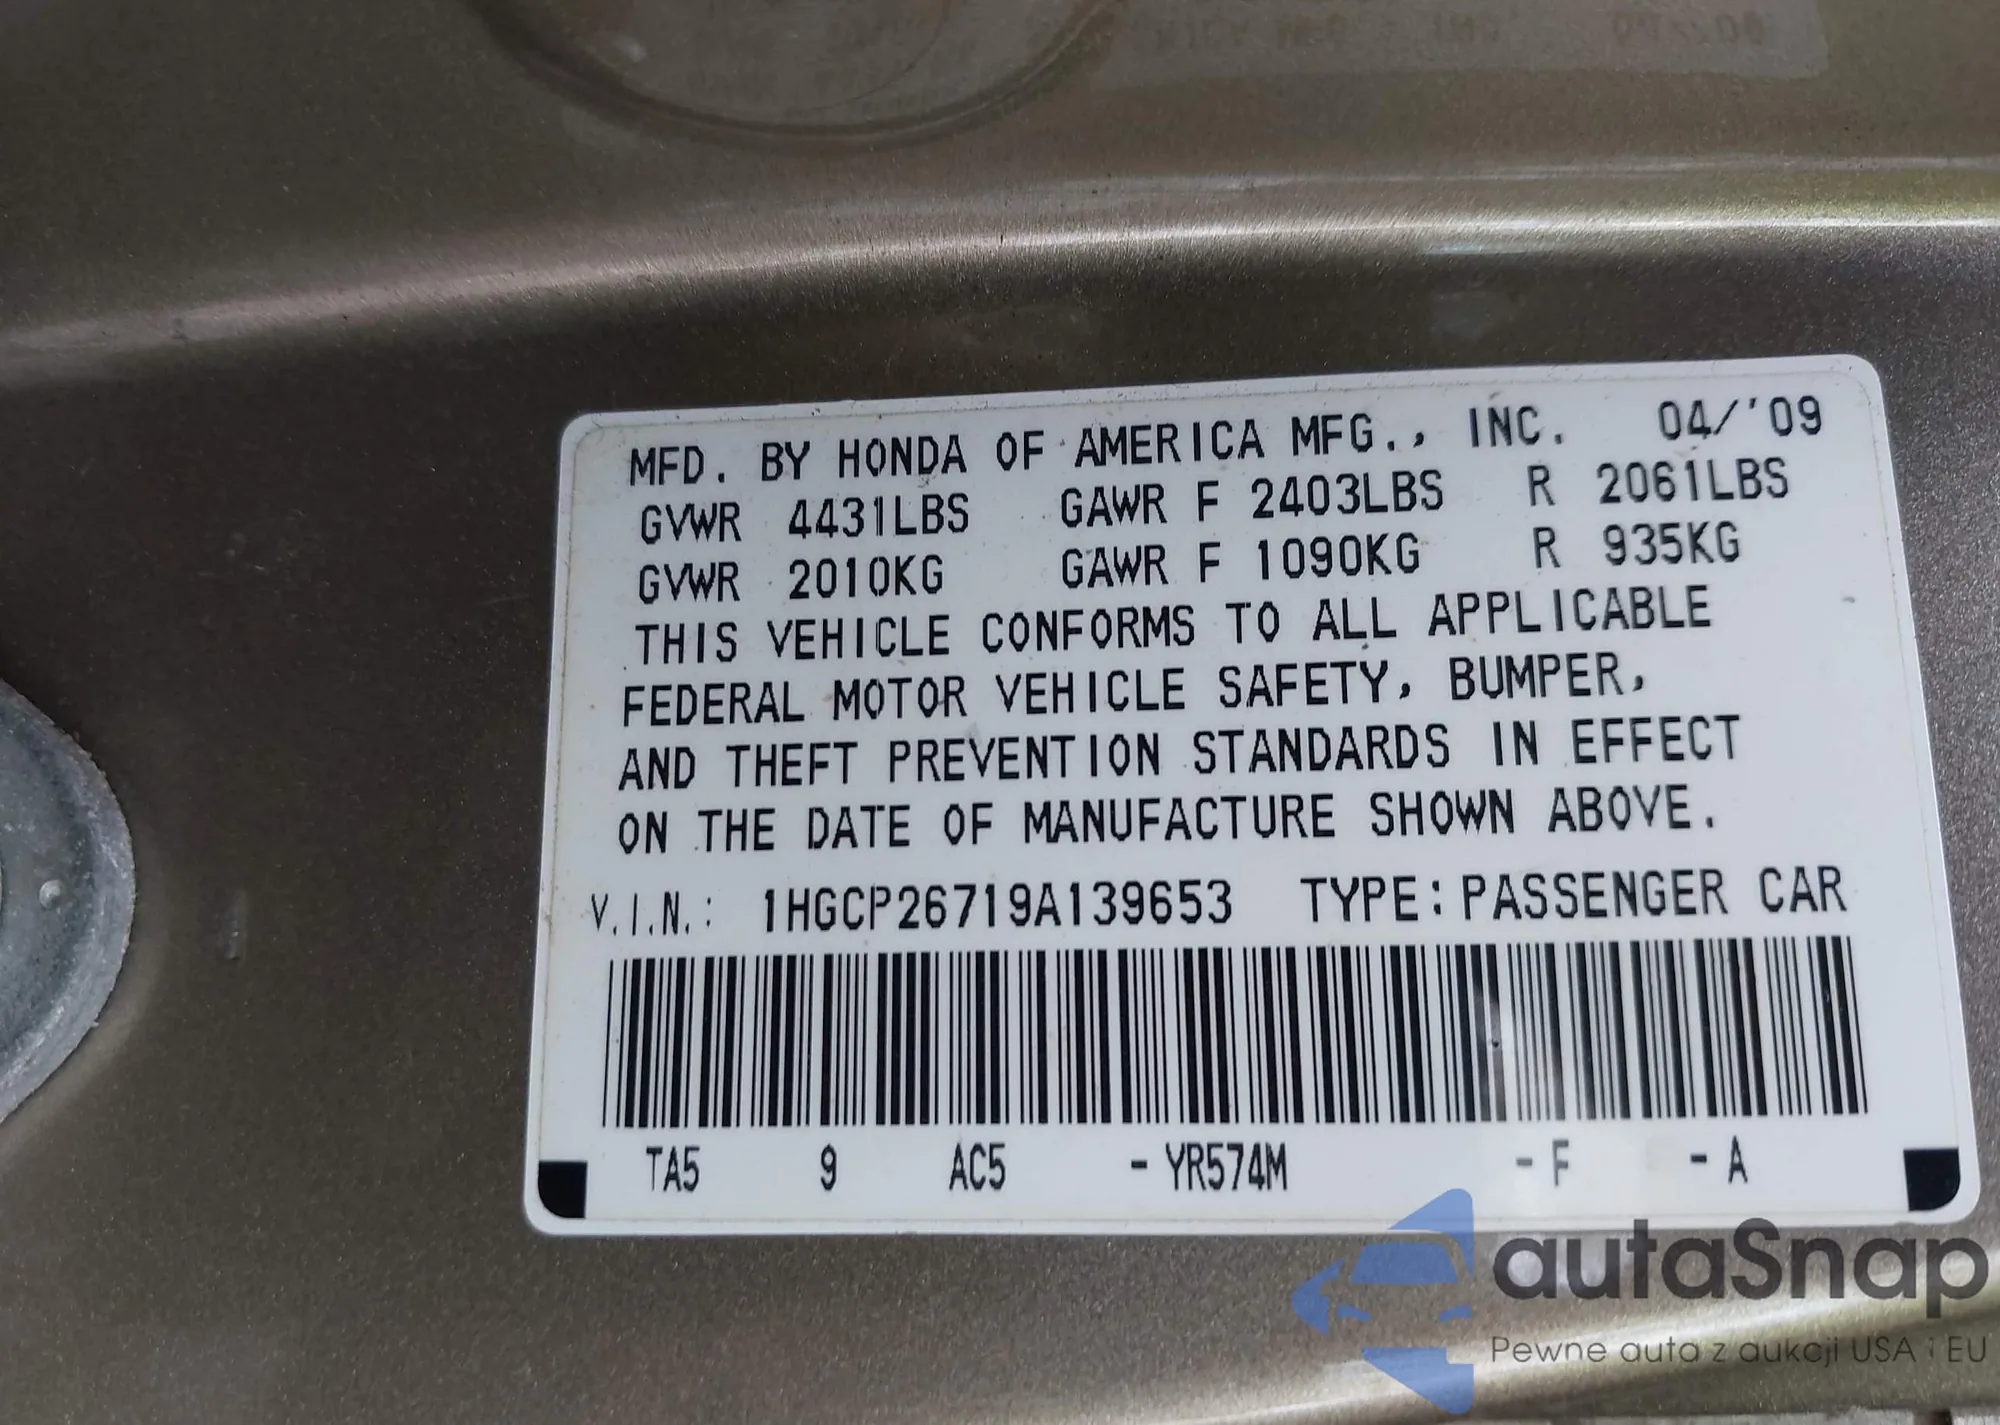 MFD. BY HONDA OF AMERICA MFG., INC. 04/'09
GVWR 4431LBS GAWR F 2403LBS R 2061LBS
GVWR 2010KG GAWR F 1090KG R 935KG
THIS VEHICLE CONFORMS TO ALL APPLICABLE
FEDERAL MOTOR VEHICLE SAFETY, BUMPER,
AND THEFT PREVENTION STANDARDS IN EFFECT
ON THE DATE OF MANUFACTURE SHOWN ABOVE.
V.I.N.: 1HGCP26719A139653 TYPE: PASSENGER CAR
TA5 9 AC5 - YR574M - F - A
autaSnap
Pewne auta z aukcji USA i EU